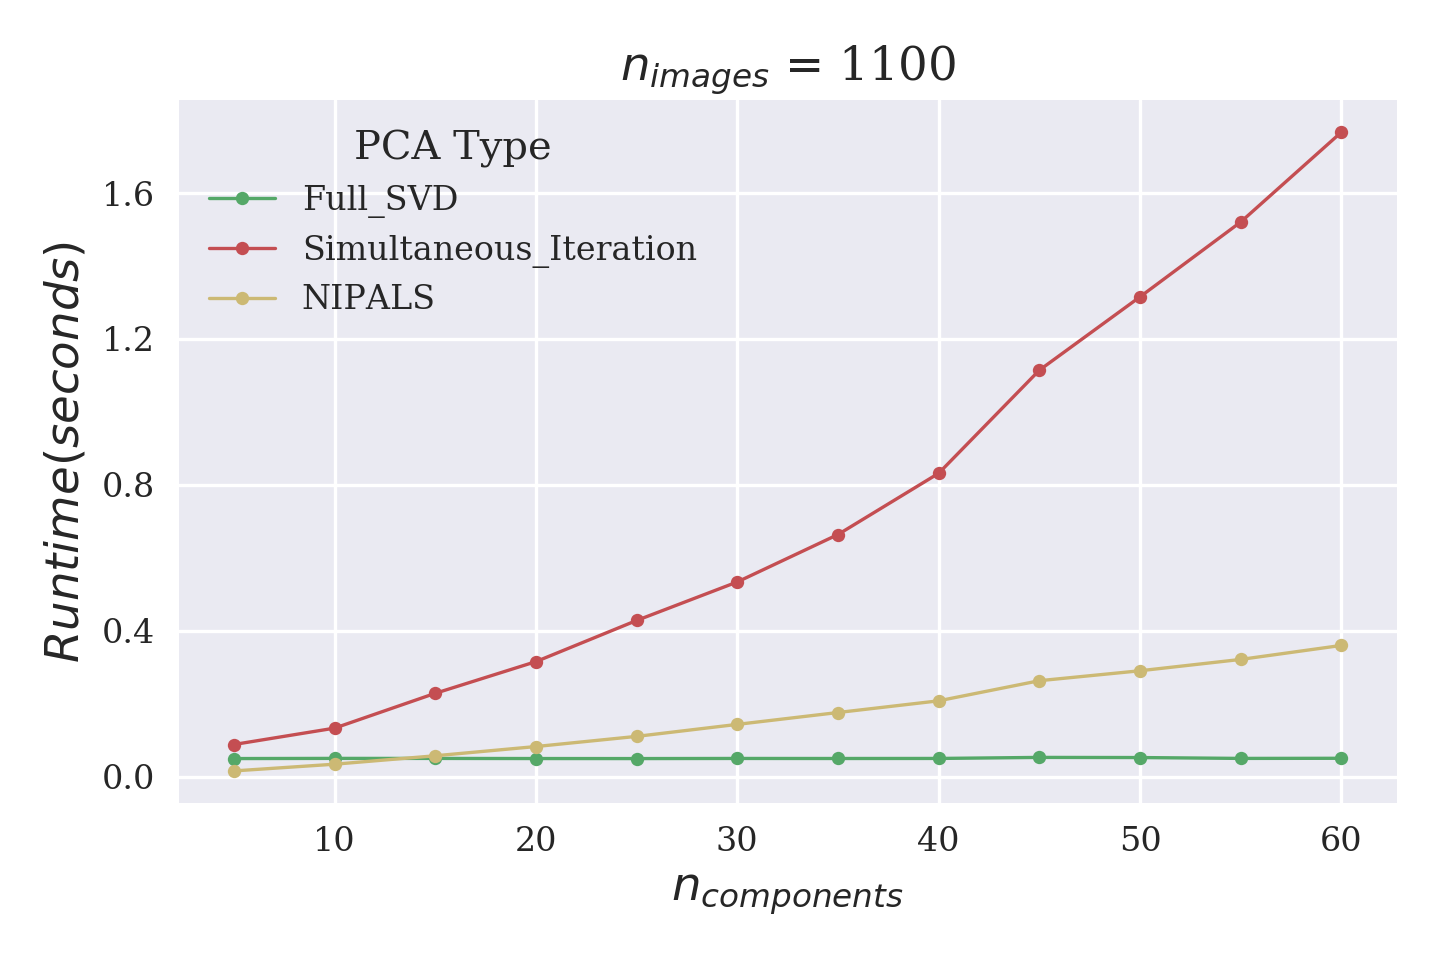 n_images = 1100
PCA Type
Full_SVD
Simultaneous_Iteration
NIPALS
Runtime(seconds)
1.6
1.2
0.8
0.4
0.0
10 20 30 40 50 60
n_components